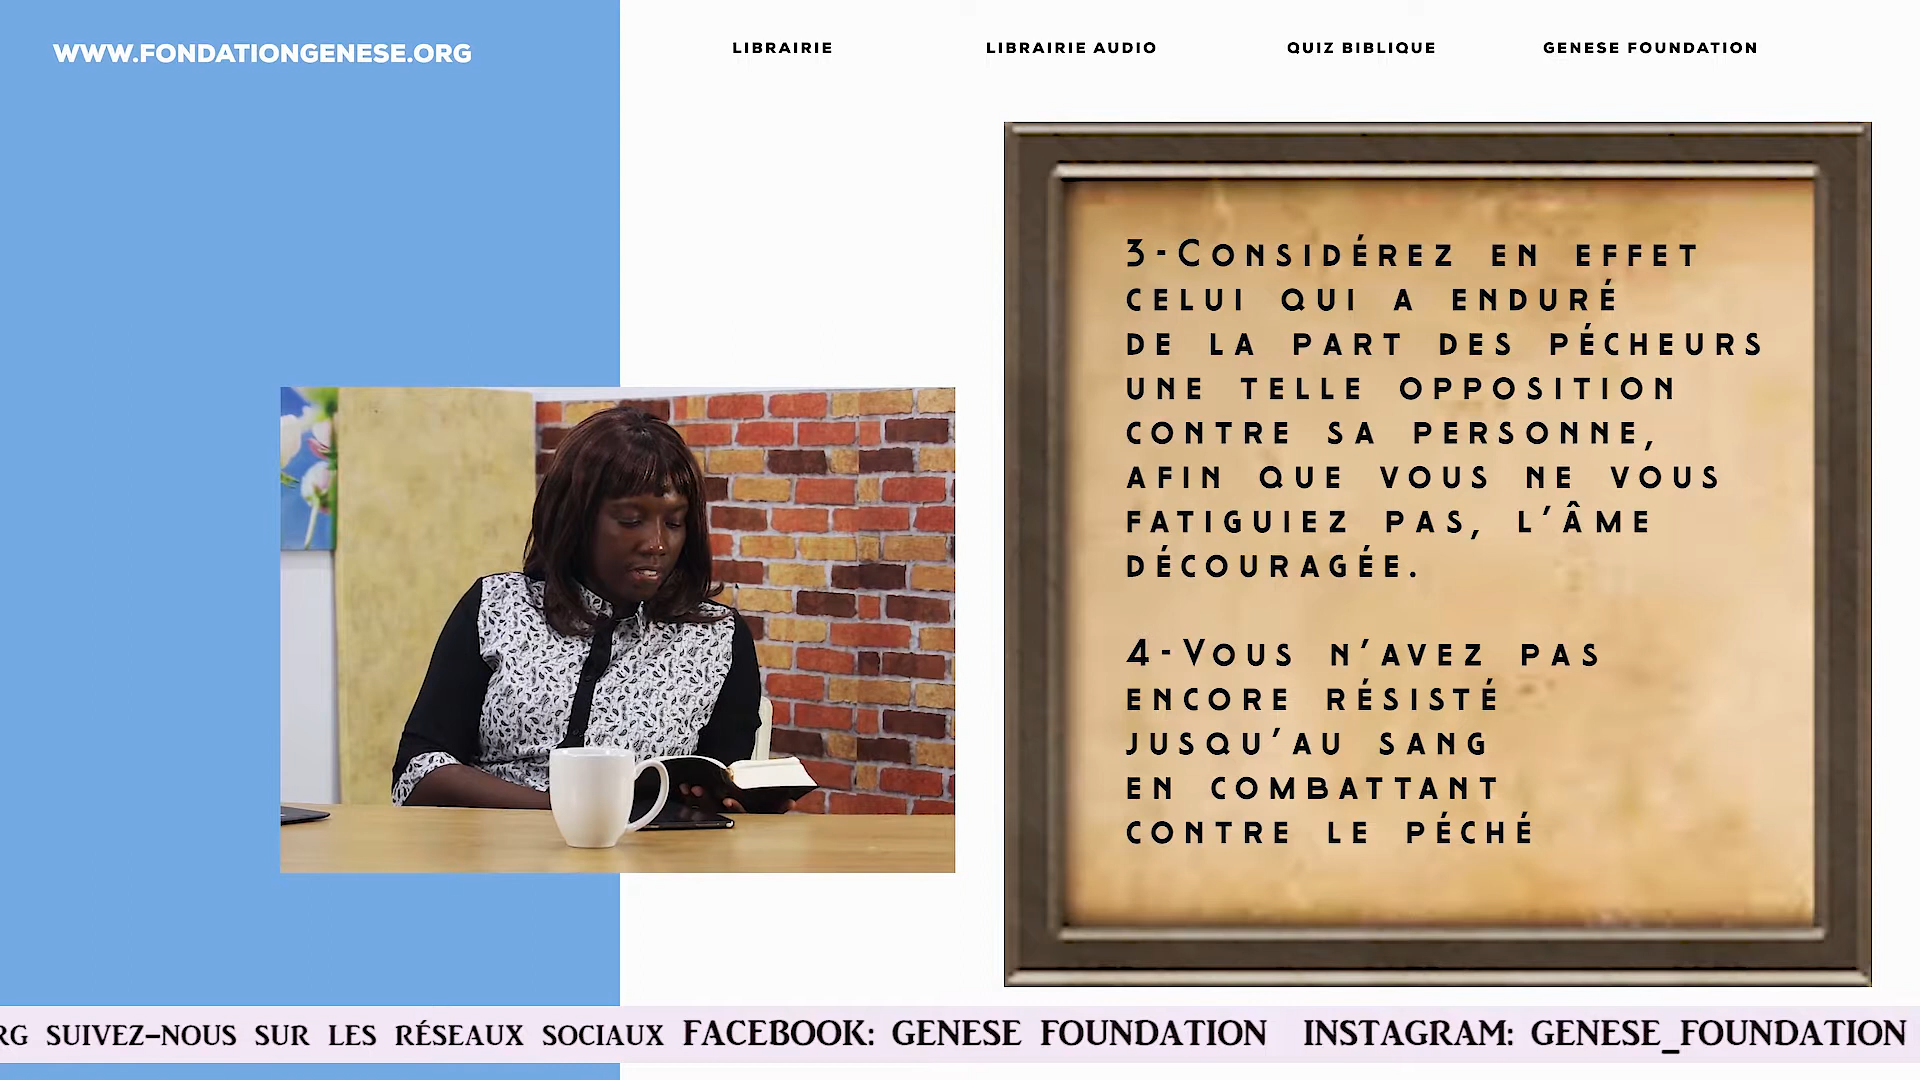 WWW.FONDATIONGENESE.ORG
LIBRAIRIE
LIBRAIRIE AUDIO
QUIZ BIBLIQUE
GENESE FOUNDATION
3-Considérez en effet
celui qui a enduré
de la part des pécheurs
une telle opposition
contre sa personne,
afin que vous ne vous
fatiguiez pas, l'âme
découragée.
4-Vous n'avez pas
encore résisté
jusqu'au sang
en combattant
contre le péché
RG SUIVEZ-NOUS SUR LES RÉSEAUX SOCIAUX FACEBOOK: GENESE FOUNDATION INSTAGRAM: GENESE_FOUNDATION